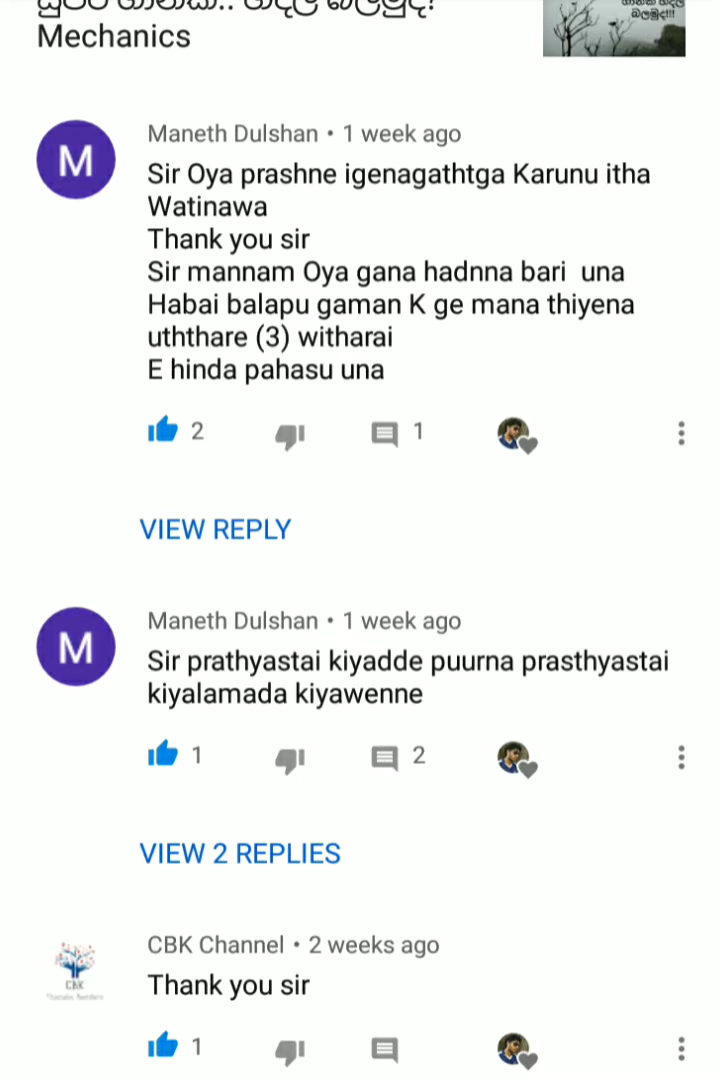 Mechanics
බලමුද!!!
M
Maneth Dulshan • 1 week ago
Sir Oya prashne igenagathtga Karunu itha
Watinawa
Thank you sir
Sir mannam Oya gana hadnna bari una
Habai balapu gaman K ge mana thiyena
uththare (3) witharai
E hinda pahasu una
2
1
VIEW REPLY
M
Maneth Dulshan • 1 week ago
Sir prathyastai kiyadde puurna prasthyastai
kiyalamada kiyawenne
1
2
VIEW 2 REPLIES
CBK Channel • 2 weeks ago
CBK
Thank you sir
1